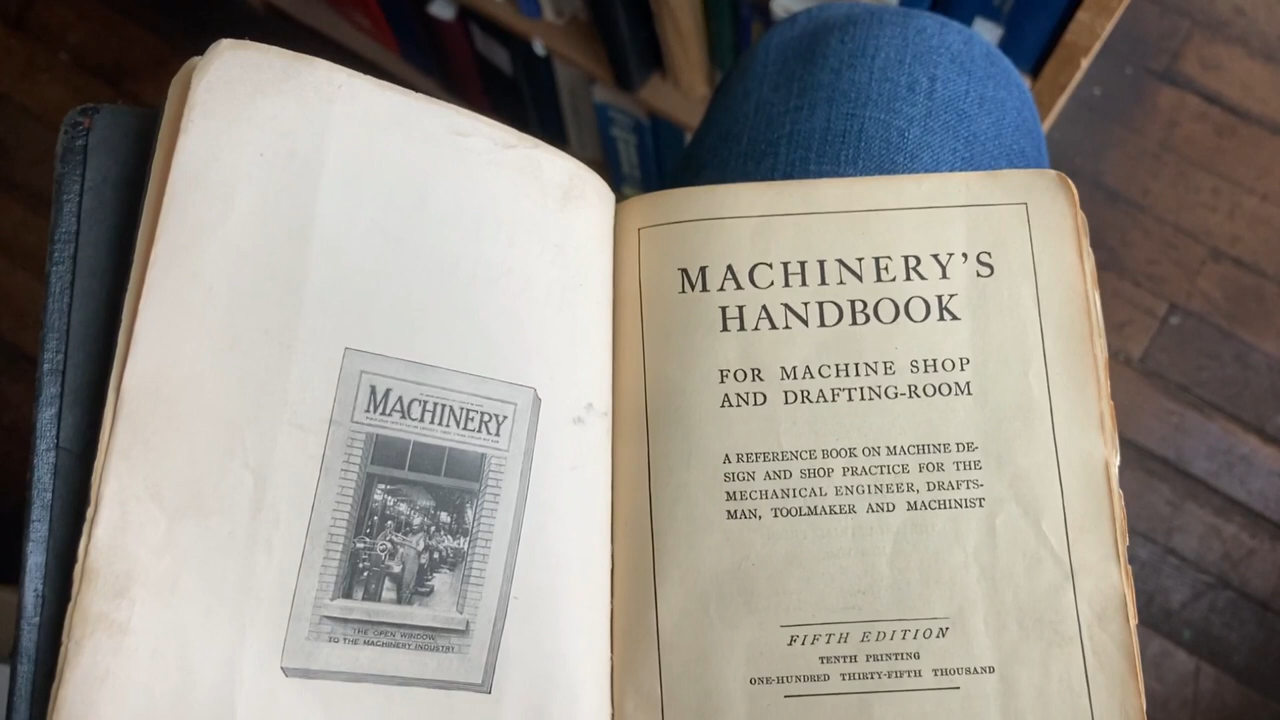 MACHINERY
THE OPEN WINDOW
TO THE MACHINERY INDUSTRY
MACHINERY'S
HANDBOOK
FOR MACHINE SHOP
AND DRAFTING-ROOM
A REFERENCE BOOK ON MACHINE DE-
SIGN AND SHOP PRACTICE FOR THE
MECHANICAL ENGINEER, DRAFTS-
MAN, TOOLMAKER AND MACHINIST
FIFTH EDITION
TENTH PRINTING
ONE-HUNDRED THIRTY-FIFTH THOUSAND